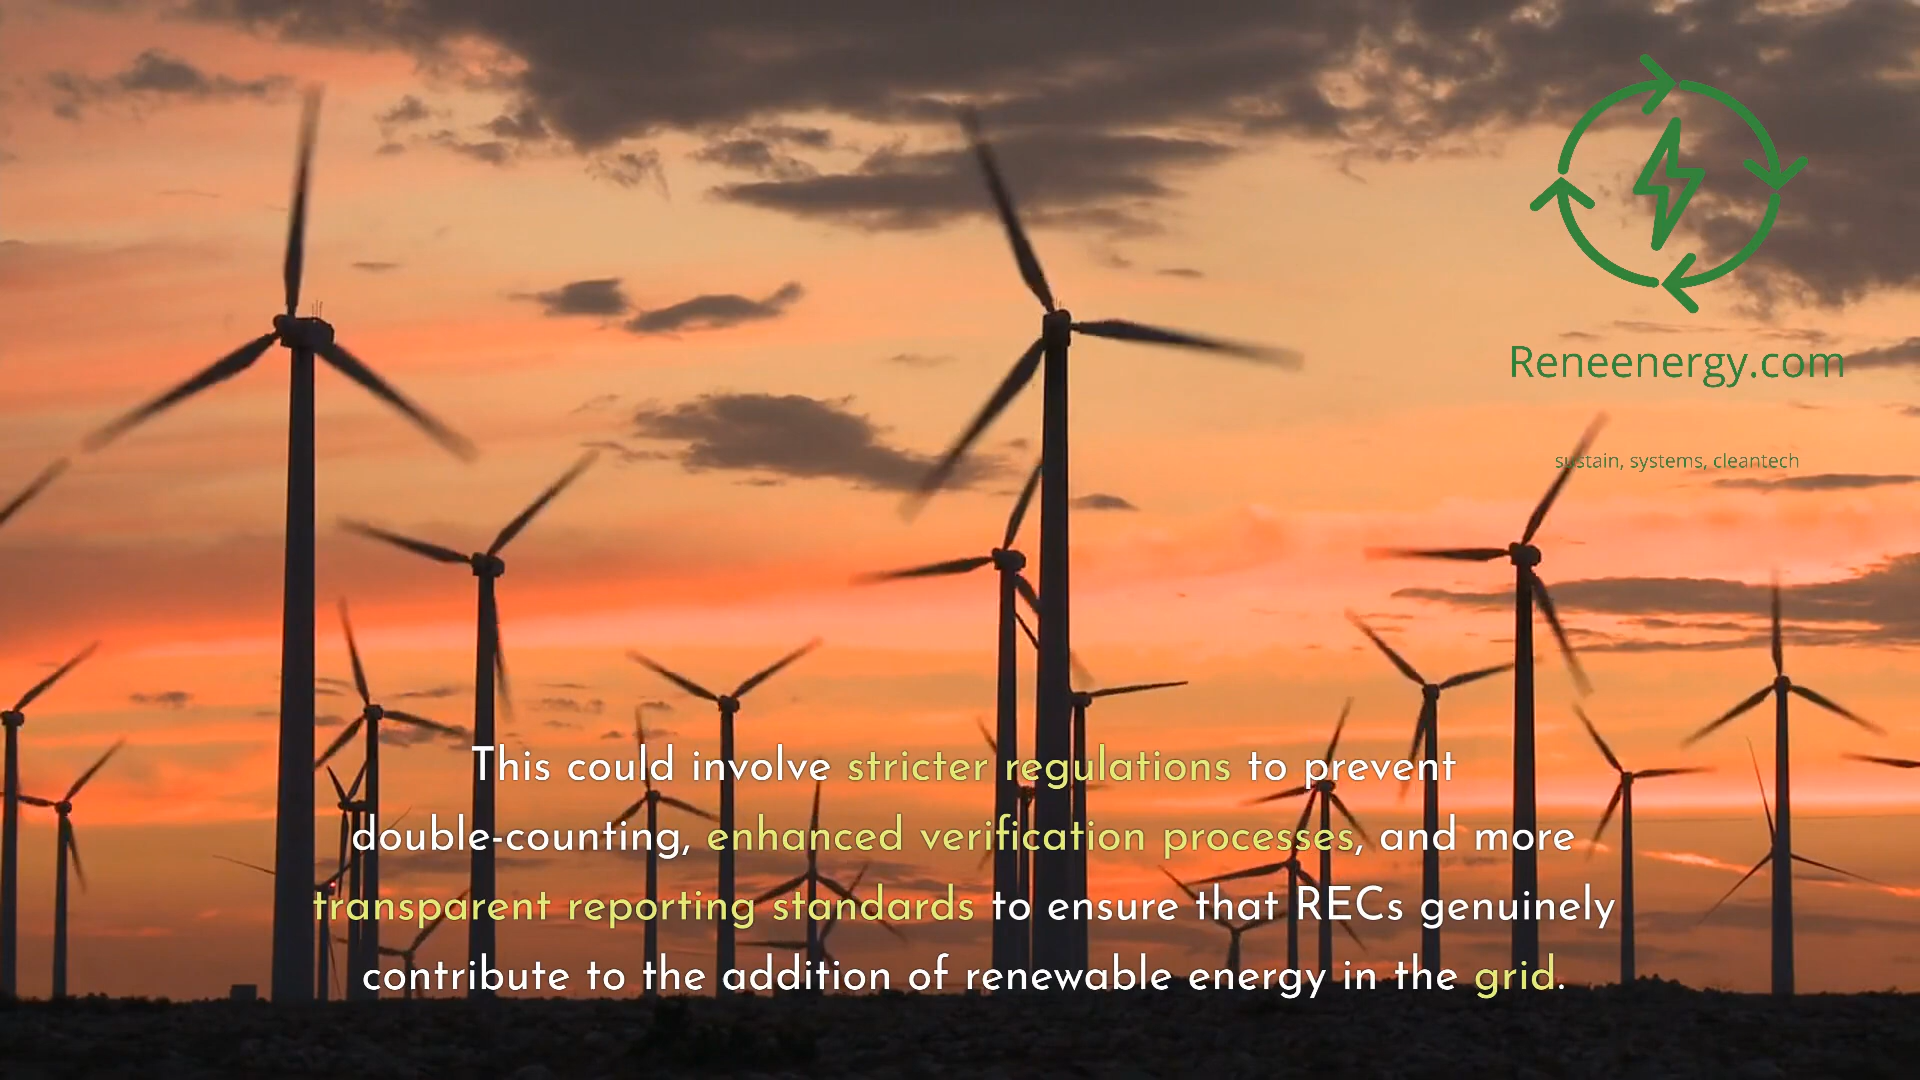 Reneenergy.com
sustain, systems, cleantech
This could involve stricter regulations to prevent
double-counting, enhanced verification processes, and more
transparent reporting standards to ensure that RECs genuinely
contribute to the addition of renewable energy in the grid.